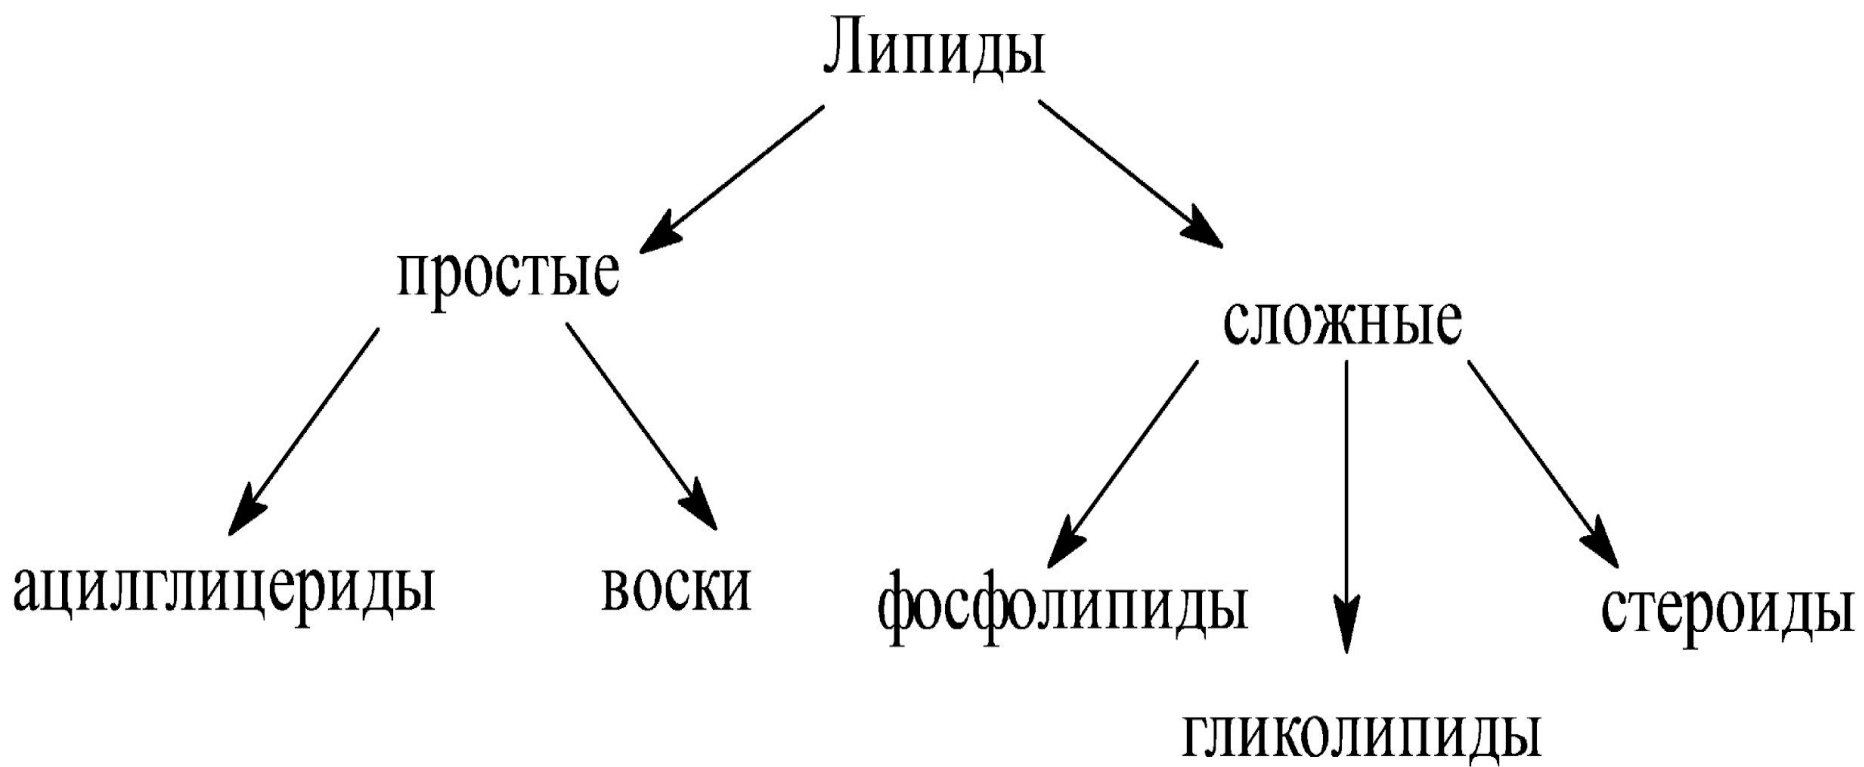 Липиды
простые
сложные
ацилглицериды
воски
фосфолипиды
стероиды
гликолипиды